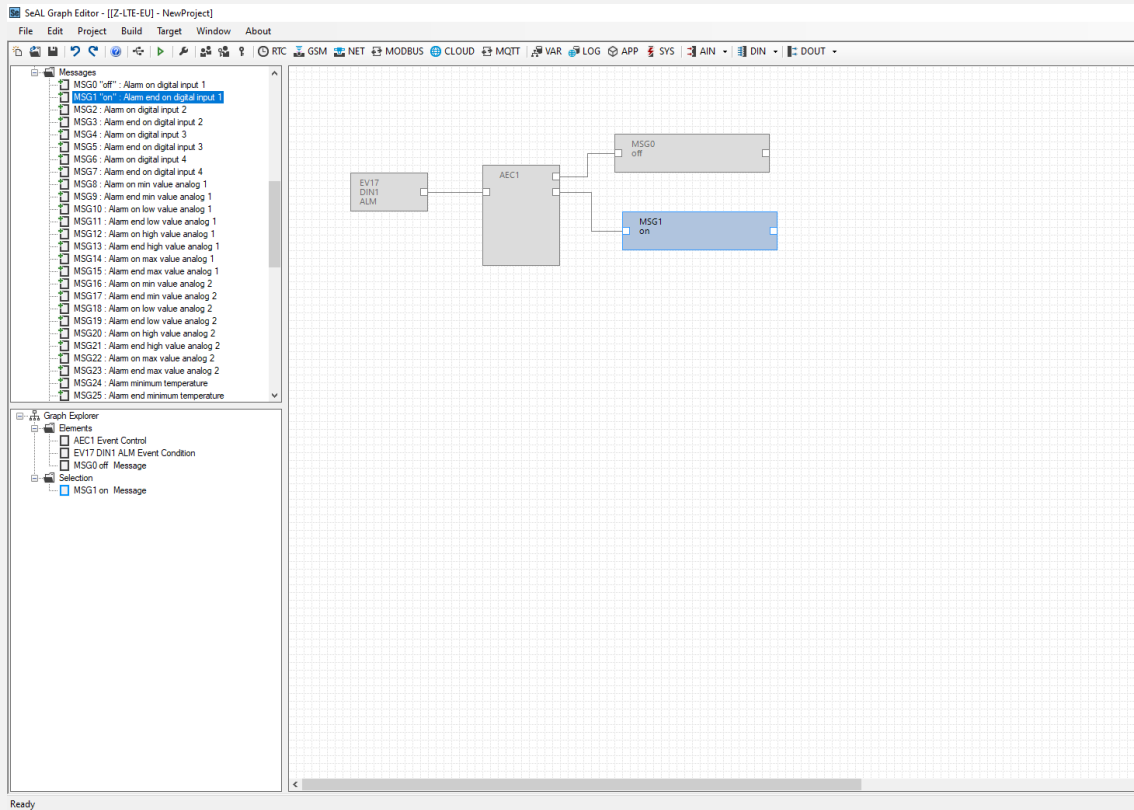 SeAL Graph Editor - [[Z-LTE-EU] - NewProject]
File Edit Project Build Target Window About
RTC GSM NET MODBUS CLOUD MQTT VAR LOG APP SYS AIN DIN DOUT
Messages
MSG0 "off" : Alarm on digital input 1
MSG1 "on" : Alarm end on digital input 1
MSG2 : Alarm on digital input 2
MSG3 : Alarm end on digital input 2
MSG4 : Alarm on digital input 3
MSG5 : Alarm end on digital input 3
MSG6 : Alarm on digital input 4
MSG7 : Alarm end on digital input 4
MSG8 : Alarm on min value analog 1
MSG9 : Alarm end min value analog 1
MSG10 : Alarm on low value analog 1
MSG11 : Alarm end low value analog 1
MSG12 : Alarm on high value analog 1
MSG13 : Alarm end high value analog 1
MSG14 : Alarm on max value analog 1
MSG15 : Alarm end max value analog 1
MSG16 : Alarm on min value analog 2
MSG17 : Alarm end min value analog 2
MSG18 : Alarm on low value analog 2
MSG19 : Alarm end low value analog 2
MSG20 : Alarm on high value analog 2
MSG21 : Alarm end high value analog 2
MSG22 : Alarm on max value analog 2
MSG23 : Alarm end max value analog 2
MSG24 : Alarm minimum temperature
MSG25 : Alarm end minimum temperature
Graph Explorer
Elements
AEC1 Event Control
EV17 DIN1 ALM Event Condition
MSG0 off Message
Selection
MSG1 on Message
EV17
DIN1
ALM
AEC1
MSG0
off
MSG1
on
Ready